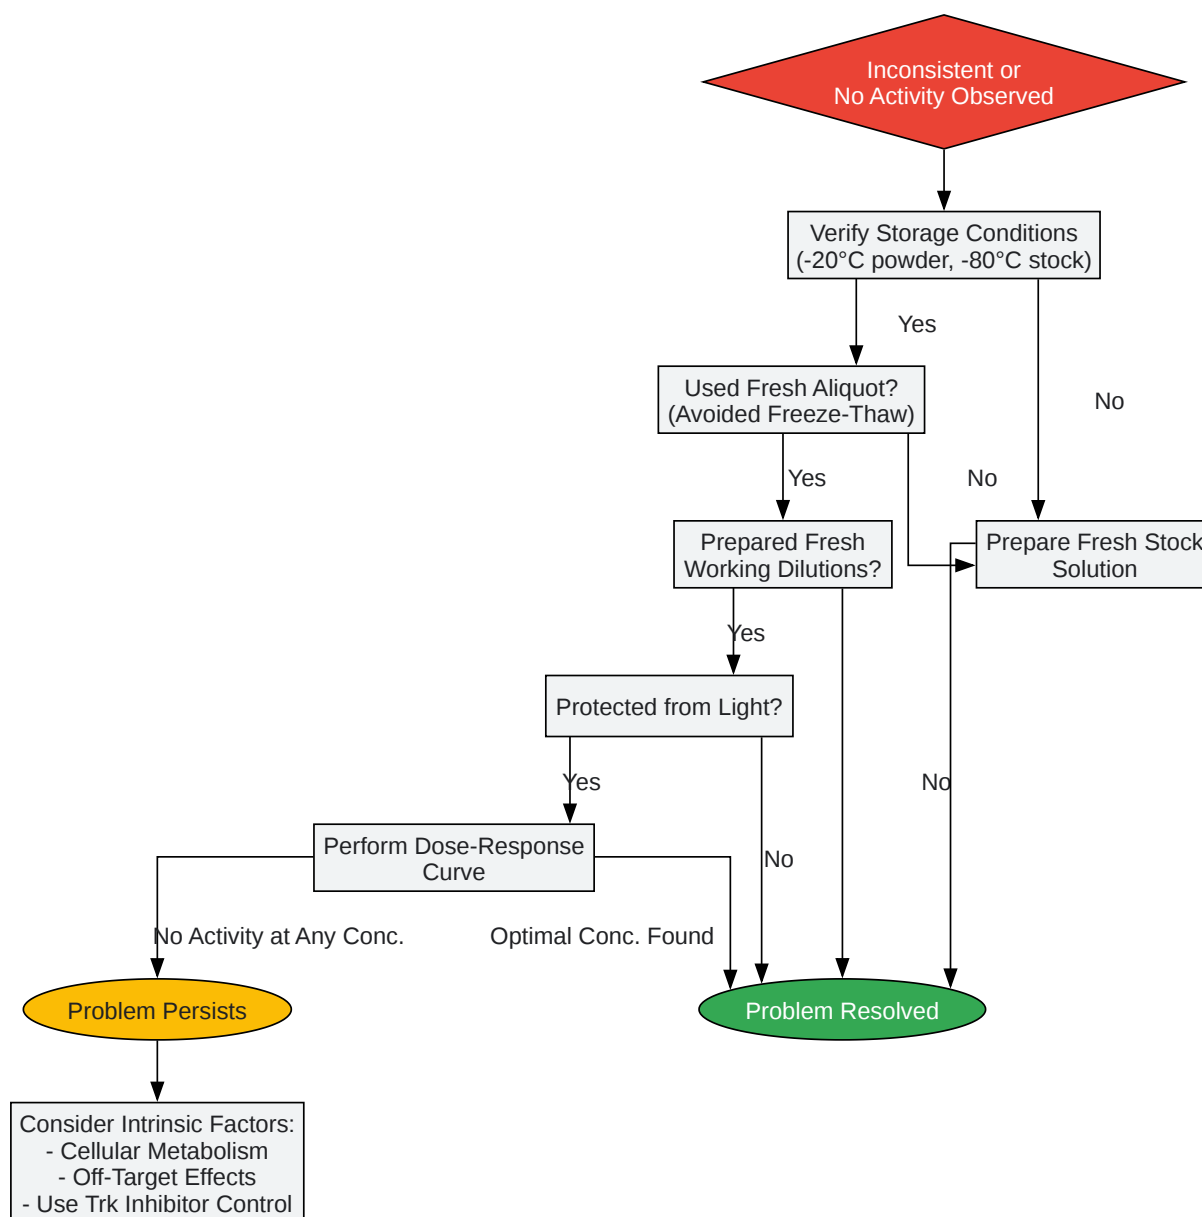 Inconsistent or
No Activity Observed
Verify Storage Conditions
(-20°C powder, -80°C stock)
Yes
Used Fresh Aliquot?
(Avoided Freeze-Thaw)
No
Yes
No
Prepared Fresh
Working Dilutions?
Prepare Fresh Stock
Solution
Yes
Protected from Light?
Yes
No
Perform Dose-Response
Curve
No
No Activity at Any Conc.
Optimal Conc. Found
Problem Persists
Problem Resolved
Consider Intrinsic Factors:
- Cellular Metabolism
- Off-Target Effects
- Use Trk Inhibitor Control